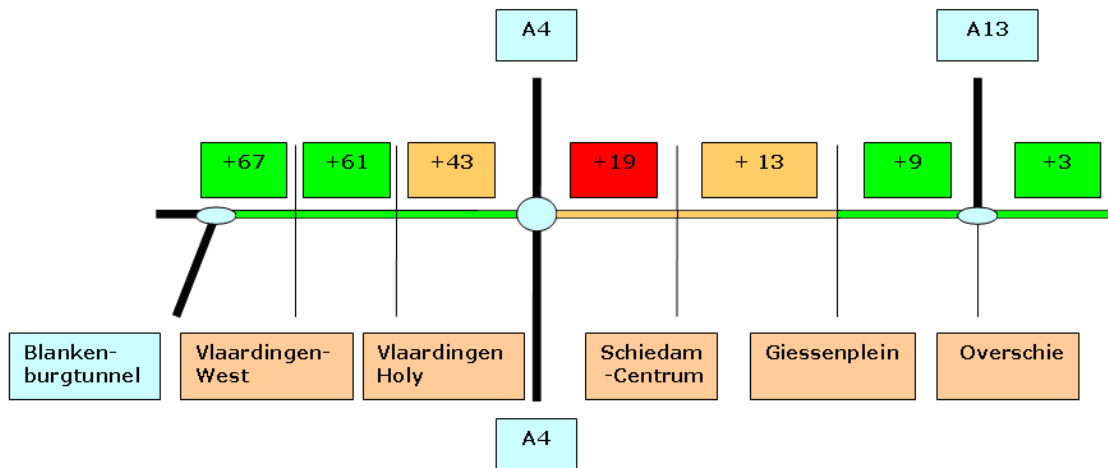 A4
A13
+67
+61
+43
+19
+ 13
+9
+3
Blanken-
burgtunnel
Vlaardingen-
West
Vlaardingen
Holy
Schiedam
-Centrum
Giessenplein
Overschie
A4